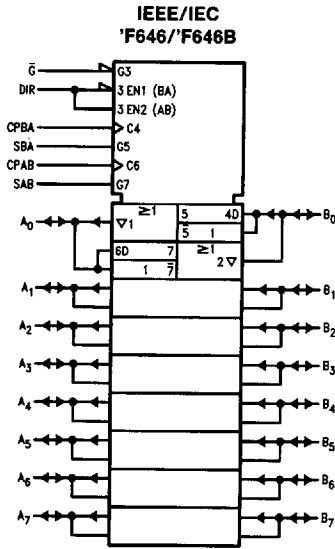 IEEE/IEC
'F646/'F646B
G̅ G3
DIR 3 EN1 (BA)
3 EN2 (AB)
CPBA C4
SBA G5
CPAB C6
SAB G7
A₀ ▽1 ≥1 5 4D B₀
5̅ 1
6D 7 ≥1
1 7̅ 2▽
A₁ B₁
A₂ B₂
A₃ B₃
A₄ B₄
A₅ B₅
A₆ B₆
A₇ B₇